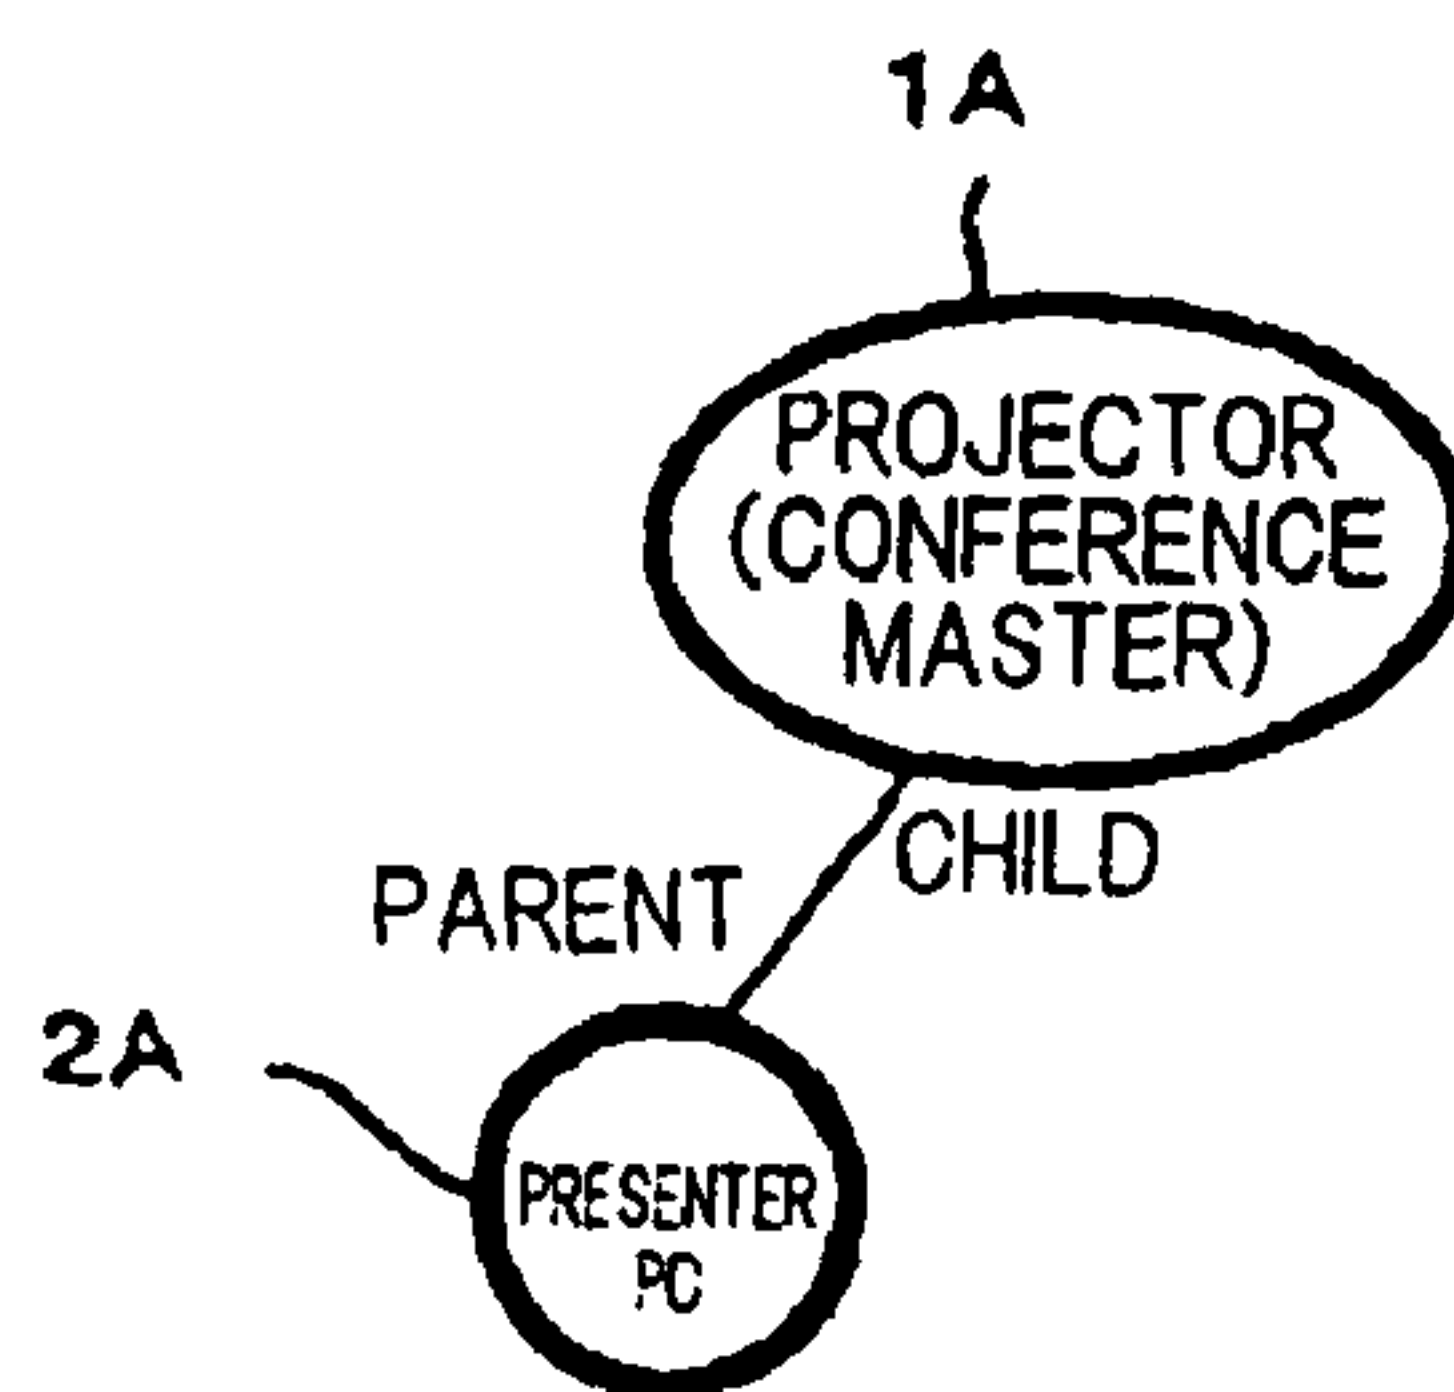 1A
PROJECTOR
(CONFERENCE
MASTER)
CHILD
PARENT
2A
PRESENTER
PC